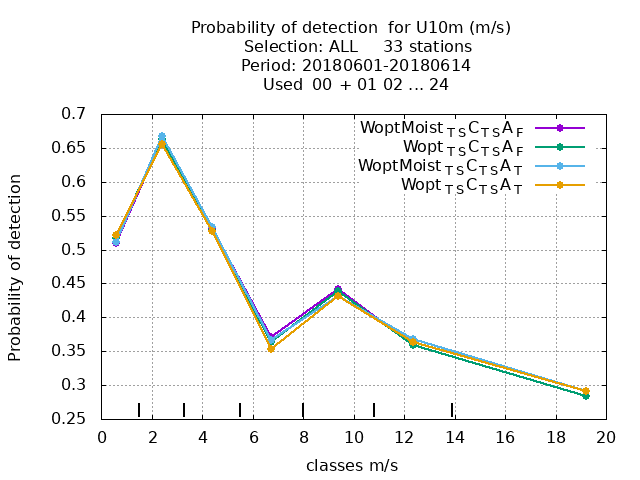 Probability of detection  for U10m (m/s)
Selection: ALL     33 stations
Period: 20180601-20180614
Used  00 + 01 02 ... 24
0.7
0.65
0.6
0.55
0.5
0.45
0.4
0.35
0.3
0.25
Probability of detection
WoptMoist TS C TS A F
Wopt TS C TS A F
WoptMoist TS C TS A T
Wopt TS C TS A T
0 2 4 6 8 10 12 14 16 18 20
classes m/s